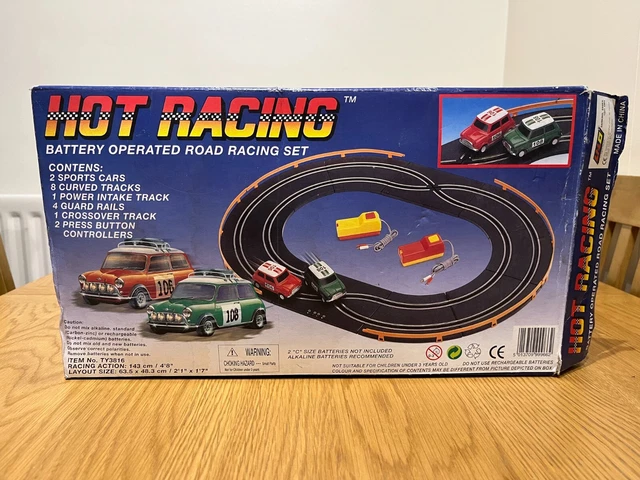 HOT RACING™
BATTERY OPERATED ROAD RACING SET
CONTENS:
2 SPORTS CARS
8 CURVED TRACKS
1 POWER INTAKE TRACK
4 GUARD RAILS
1 CROSSOVER TRACK
2 PRESS BUTTON
CONTROLLERS
106
108
108
Caution:
Do not mix alkaline, standard
(Carbon-zinc) or rechargeable
(Nickel-cadmium) batteries.
Do not mix old and new batteries.
Observe correct polarities.
Remove batteries when not in use.
ITEM No. TY3816
RACING ACTION: 143 cm / 4'8"
LAYOUT SIZE: 63.5 x 48.3 cm / 2'1" x 1'7"
WARNING:
CHOKING HAZARD
2 "C" SIZE BATTERIES NOT INCLUDED
ALKALINE BATTERIES RECOMMENDED
CE
NOT SUITABLE FOR CHILDREN UNDER 3 YEARS OLD
DO NOT USE RECHARGEABLE BATTERIES
COLOUR AND SPECIFICATION OF CONTENTS MAY BE DIFFERENT FROM PICTURE DEPICTED ON BOX
HOT RACING™
BATTERY OPERATED ROAD RACING SET
MADE IN CHINA